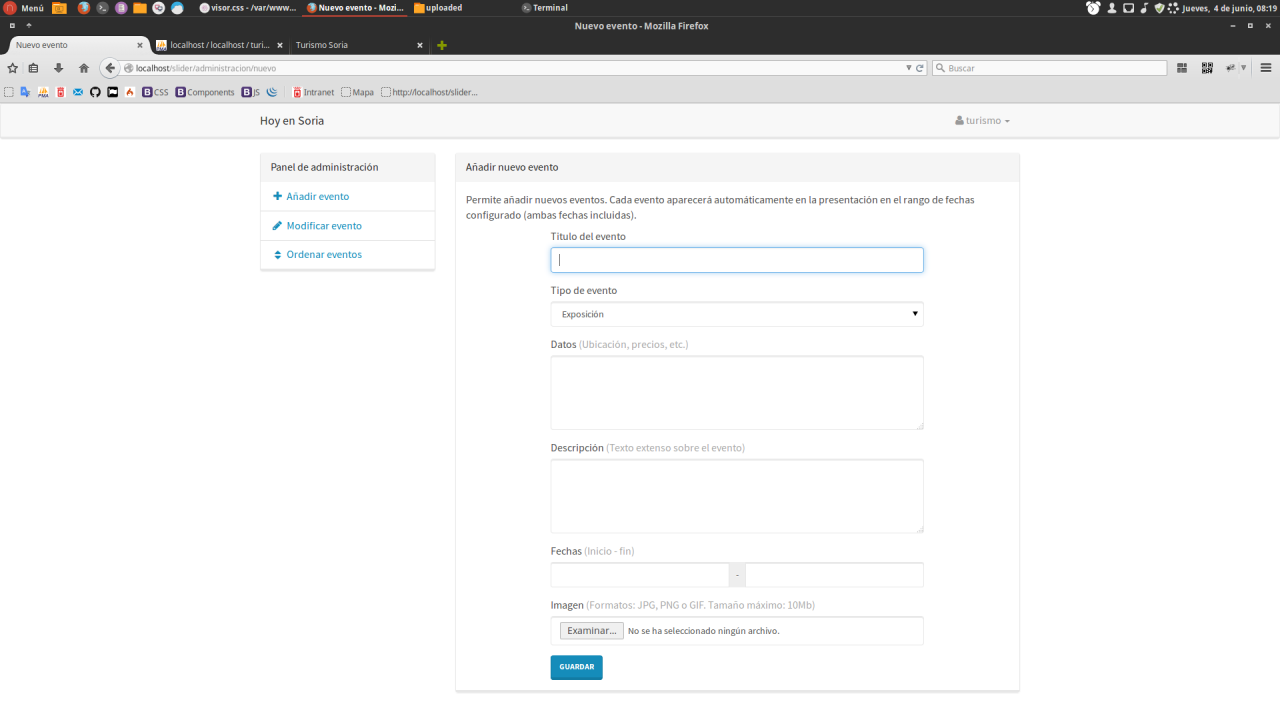 Menú
visor.css - /var/www...
Nuevo evento - Mozi...
uploaded
Terminal
Jueves, 4 de junio, 08:19
Nuevo evento - Mozilla Firefox
Nuevo evento
localhost / localhost / turi...
Turismo Soria
localhost/slider/administracion/nuevo
Buscar
PMA
CSS
Components
JS
Intranet
Mapa
http://localhost/slider...
Hoy en Soria
turismo
Panel de administración
Añadir evento
Modificar evento
Ordenar eventos
Añadir nuevo evento
Permite añadir nuevos eventos. Cada evento aparecerá automáticamente en la presentación en el rango de fechas
configurado (ambas fechas incluidas).
Título del evento
Tipo de evento
Exposición
Datos (Ubicación, precios, etc.)
Descripción (Texto extenso sobre el evento)
Fechas (Inicio - fin)
-
Imagen (Formatos: JPG, PNG o GIF. Tamaño máximo: 10Mb)
Examinar... No se ha seleccionado ningún archivo.
GUARDAR